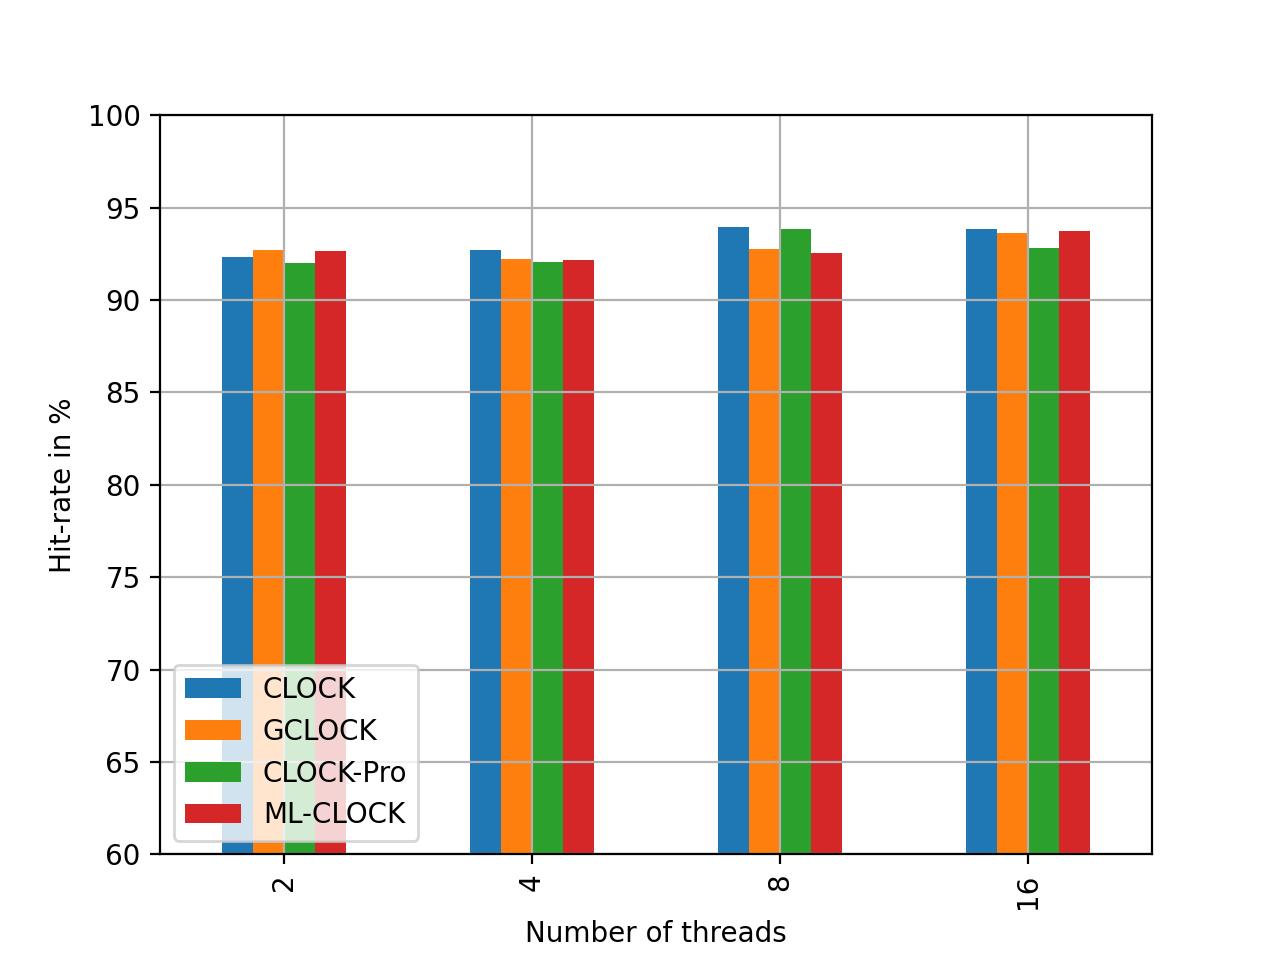 100
95
90
85
80
75
70
65
60
Hit-rate in %
CLOCK
GCLOCK
CLOCK-Pro
ML-CLOCK
2
4
8
16
Number of threads